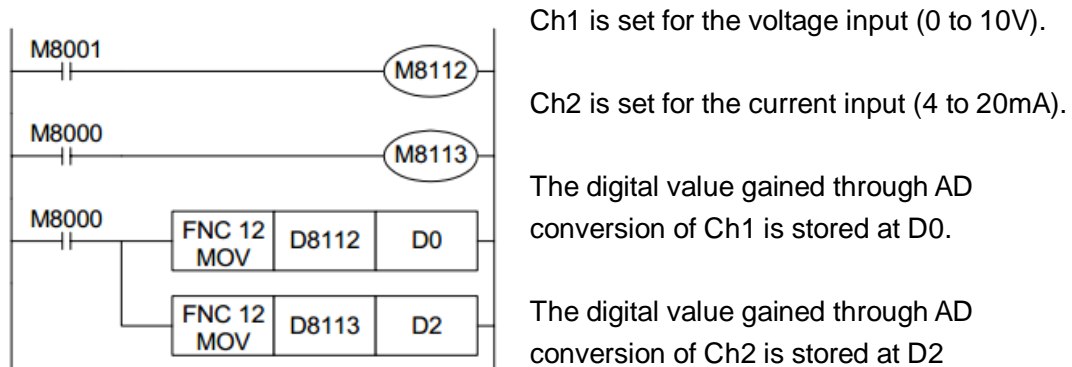 Ch1 is set for the voltage input (0 to 10V).
M8001
M8112
Ch2 is set for the current input (4 to 20mA).
M8000
M8113
The digital value gained through AD
conversion of Ch1 is stored at D0.
M8000
FNC 12
MOV
D8112
D0
The digital value gained through AD
conversion of Ch2 is stored at D2
FNC 12
MOV
D8113
D2